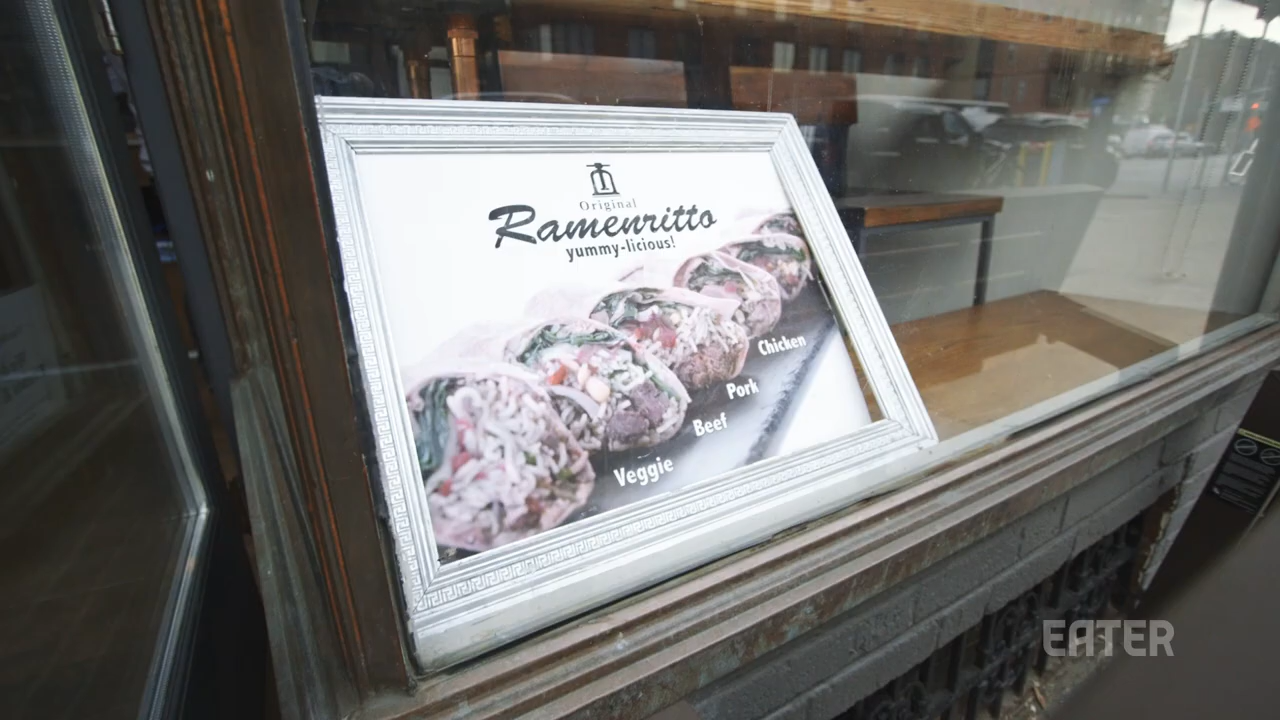 Original
Ramenritto
yummy-licious!
Chicken
Pork
Beef
Veggie
EATER